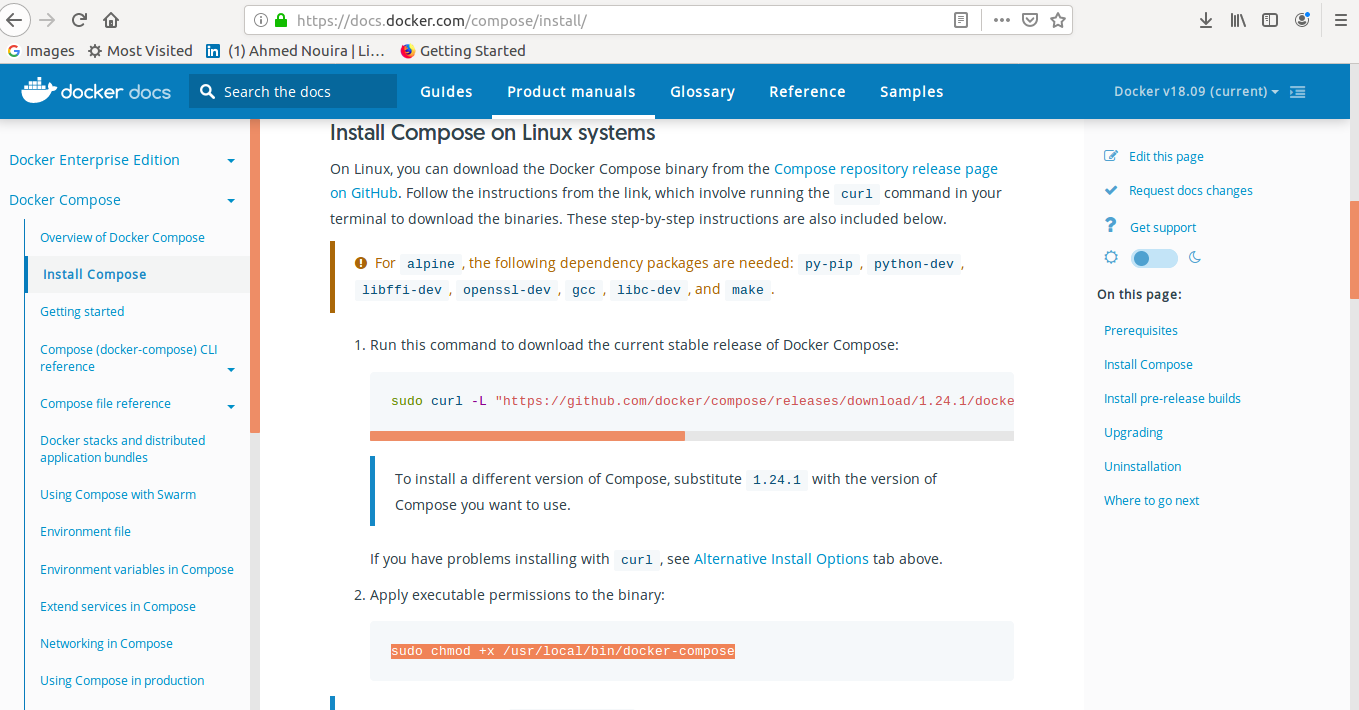 https://docs.docker.com/compose/install/
Images
Most Visited
(1) Ahmed Nouira | Li…
Getting Started
docker docs
Search the docs
Guides
Product manuals
Glossary
Reference
Samples
Docker v18.09 (current)
Docker Enterprise Edition
Docker Compose
Overview of Docker Compose
Install Compose
Getting started
Compose (docker-compose) CLI
reference
Compose file reference
Docker stacks and distributed
application bundles
Using Compose with Swarm
Environment file
Environment variables in Compose
Extend services in Compose
Networking in Compose
Using Compose in production
Install Compose on Linux systems
On Linux, you can download the Docker Compose binary from the Compose repository release page
on GitHub. Follow the instructions from the link, which involve running the curl command in your
terminal to download the binaries. These step-by-step instructions are also included below.
For alpine , the following dependency packages are needed: py-pip , python-dev ,
libffi-dev , openssl-dev , gcc , libc-dev , and make .
1. Run this command to download the current stable release of Docker Compose:
sudo curl -L "https://github.com/docker/compose/releases/download/1.24.1/docke
To install a different version of Compose, substitute 1.24.1 with the version of
Compose you want to use.
If you have problems installing with curl , see Alternative Install Options tab above.
2. Apply executable permissions to the binary:
sudo chmod +x /usr/local/bin/docker-compose
Edit this page
Request docs changes
Get support
On this page:
Prerequisites
Install Compose
Install pre-release builds
Upgrading
Uninstallation
Where to go next